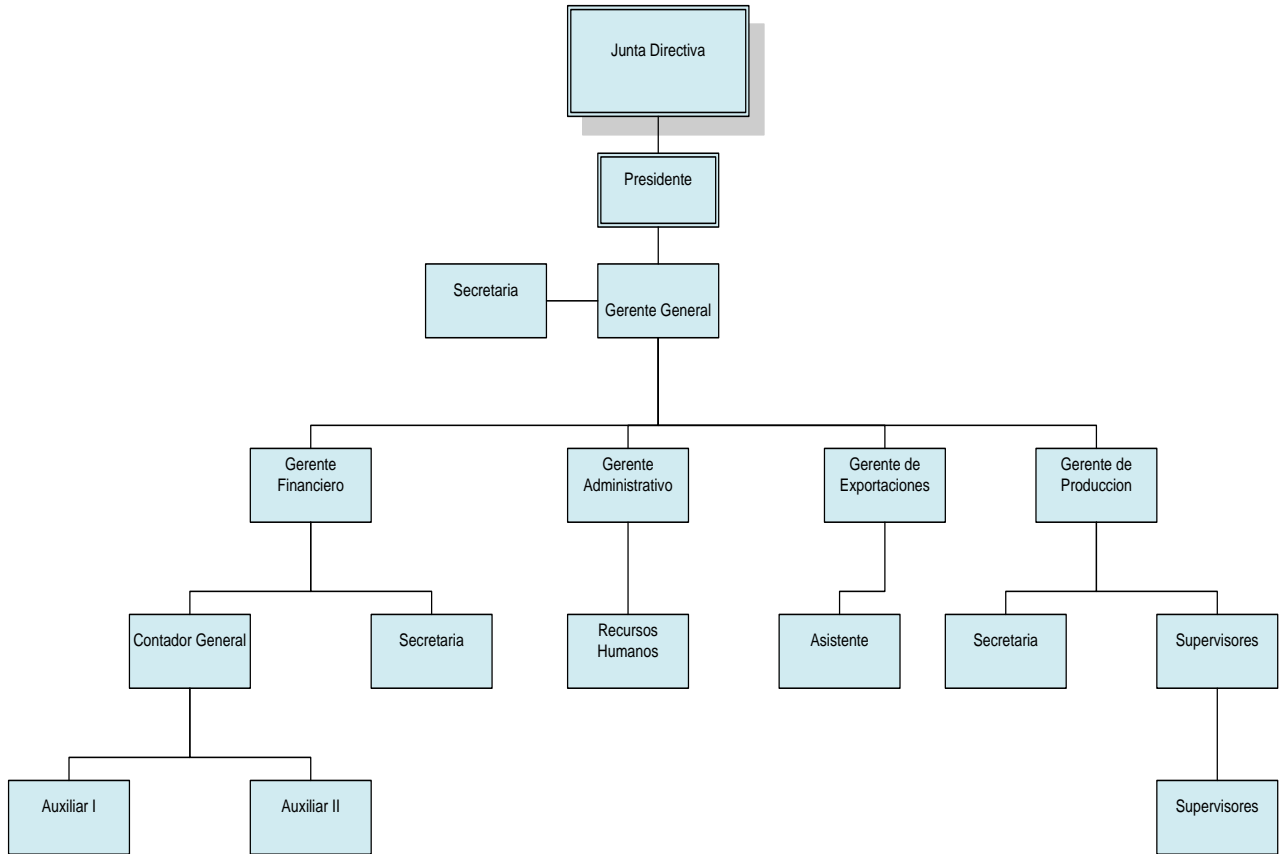 Junta Directiva
Presidente
Secretaria
Gerente General
Gerente
Financiero
Gerente
Administrativo
Gerente de
Exportaciones
Gerente de
Produccion
Contador General
Secretaria
Recursos
Humanos
Asistente
Secretaria
Supervisores
Auxiliar I
Auxiliar II
Supervisores